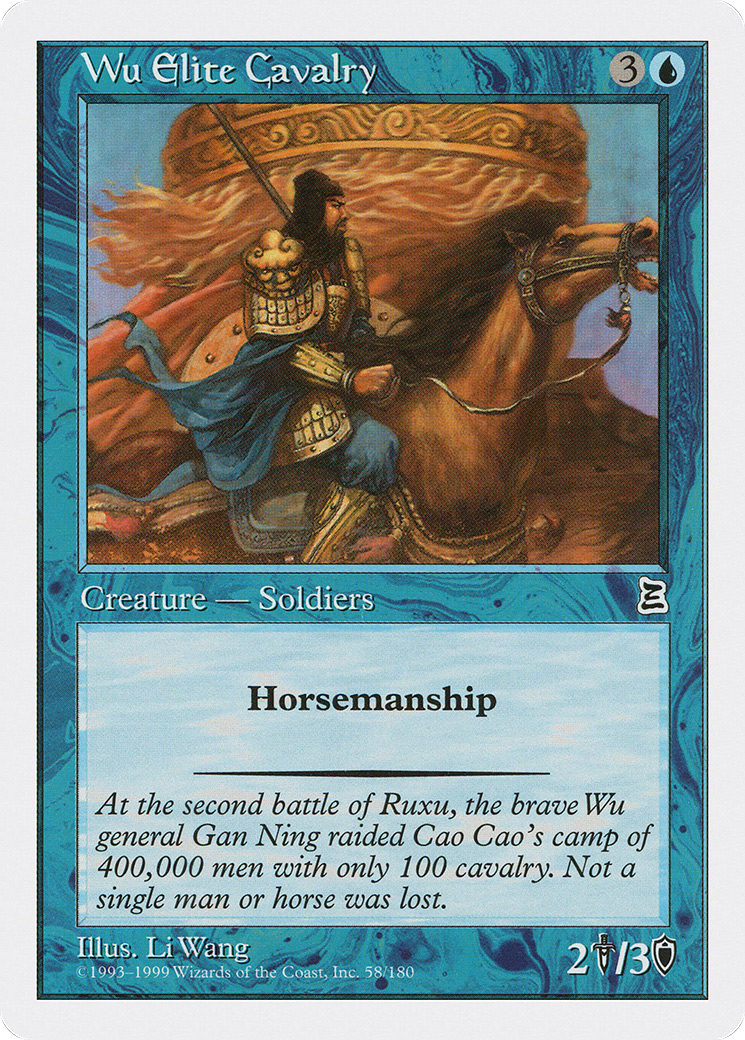 Wu Elite Cavalry 3
Creature — Soldiers
Horsemanship
At the second battle of Ruxu, the brave Wu
general Gan Ning raided Cao Cao's camp of
400,000 men with only 100 cavalry. Not a
single man or horse was lost.
Illus. Li Wang
©1993–1999 Wizards of the Coast, Inc. 58/180
2/3